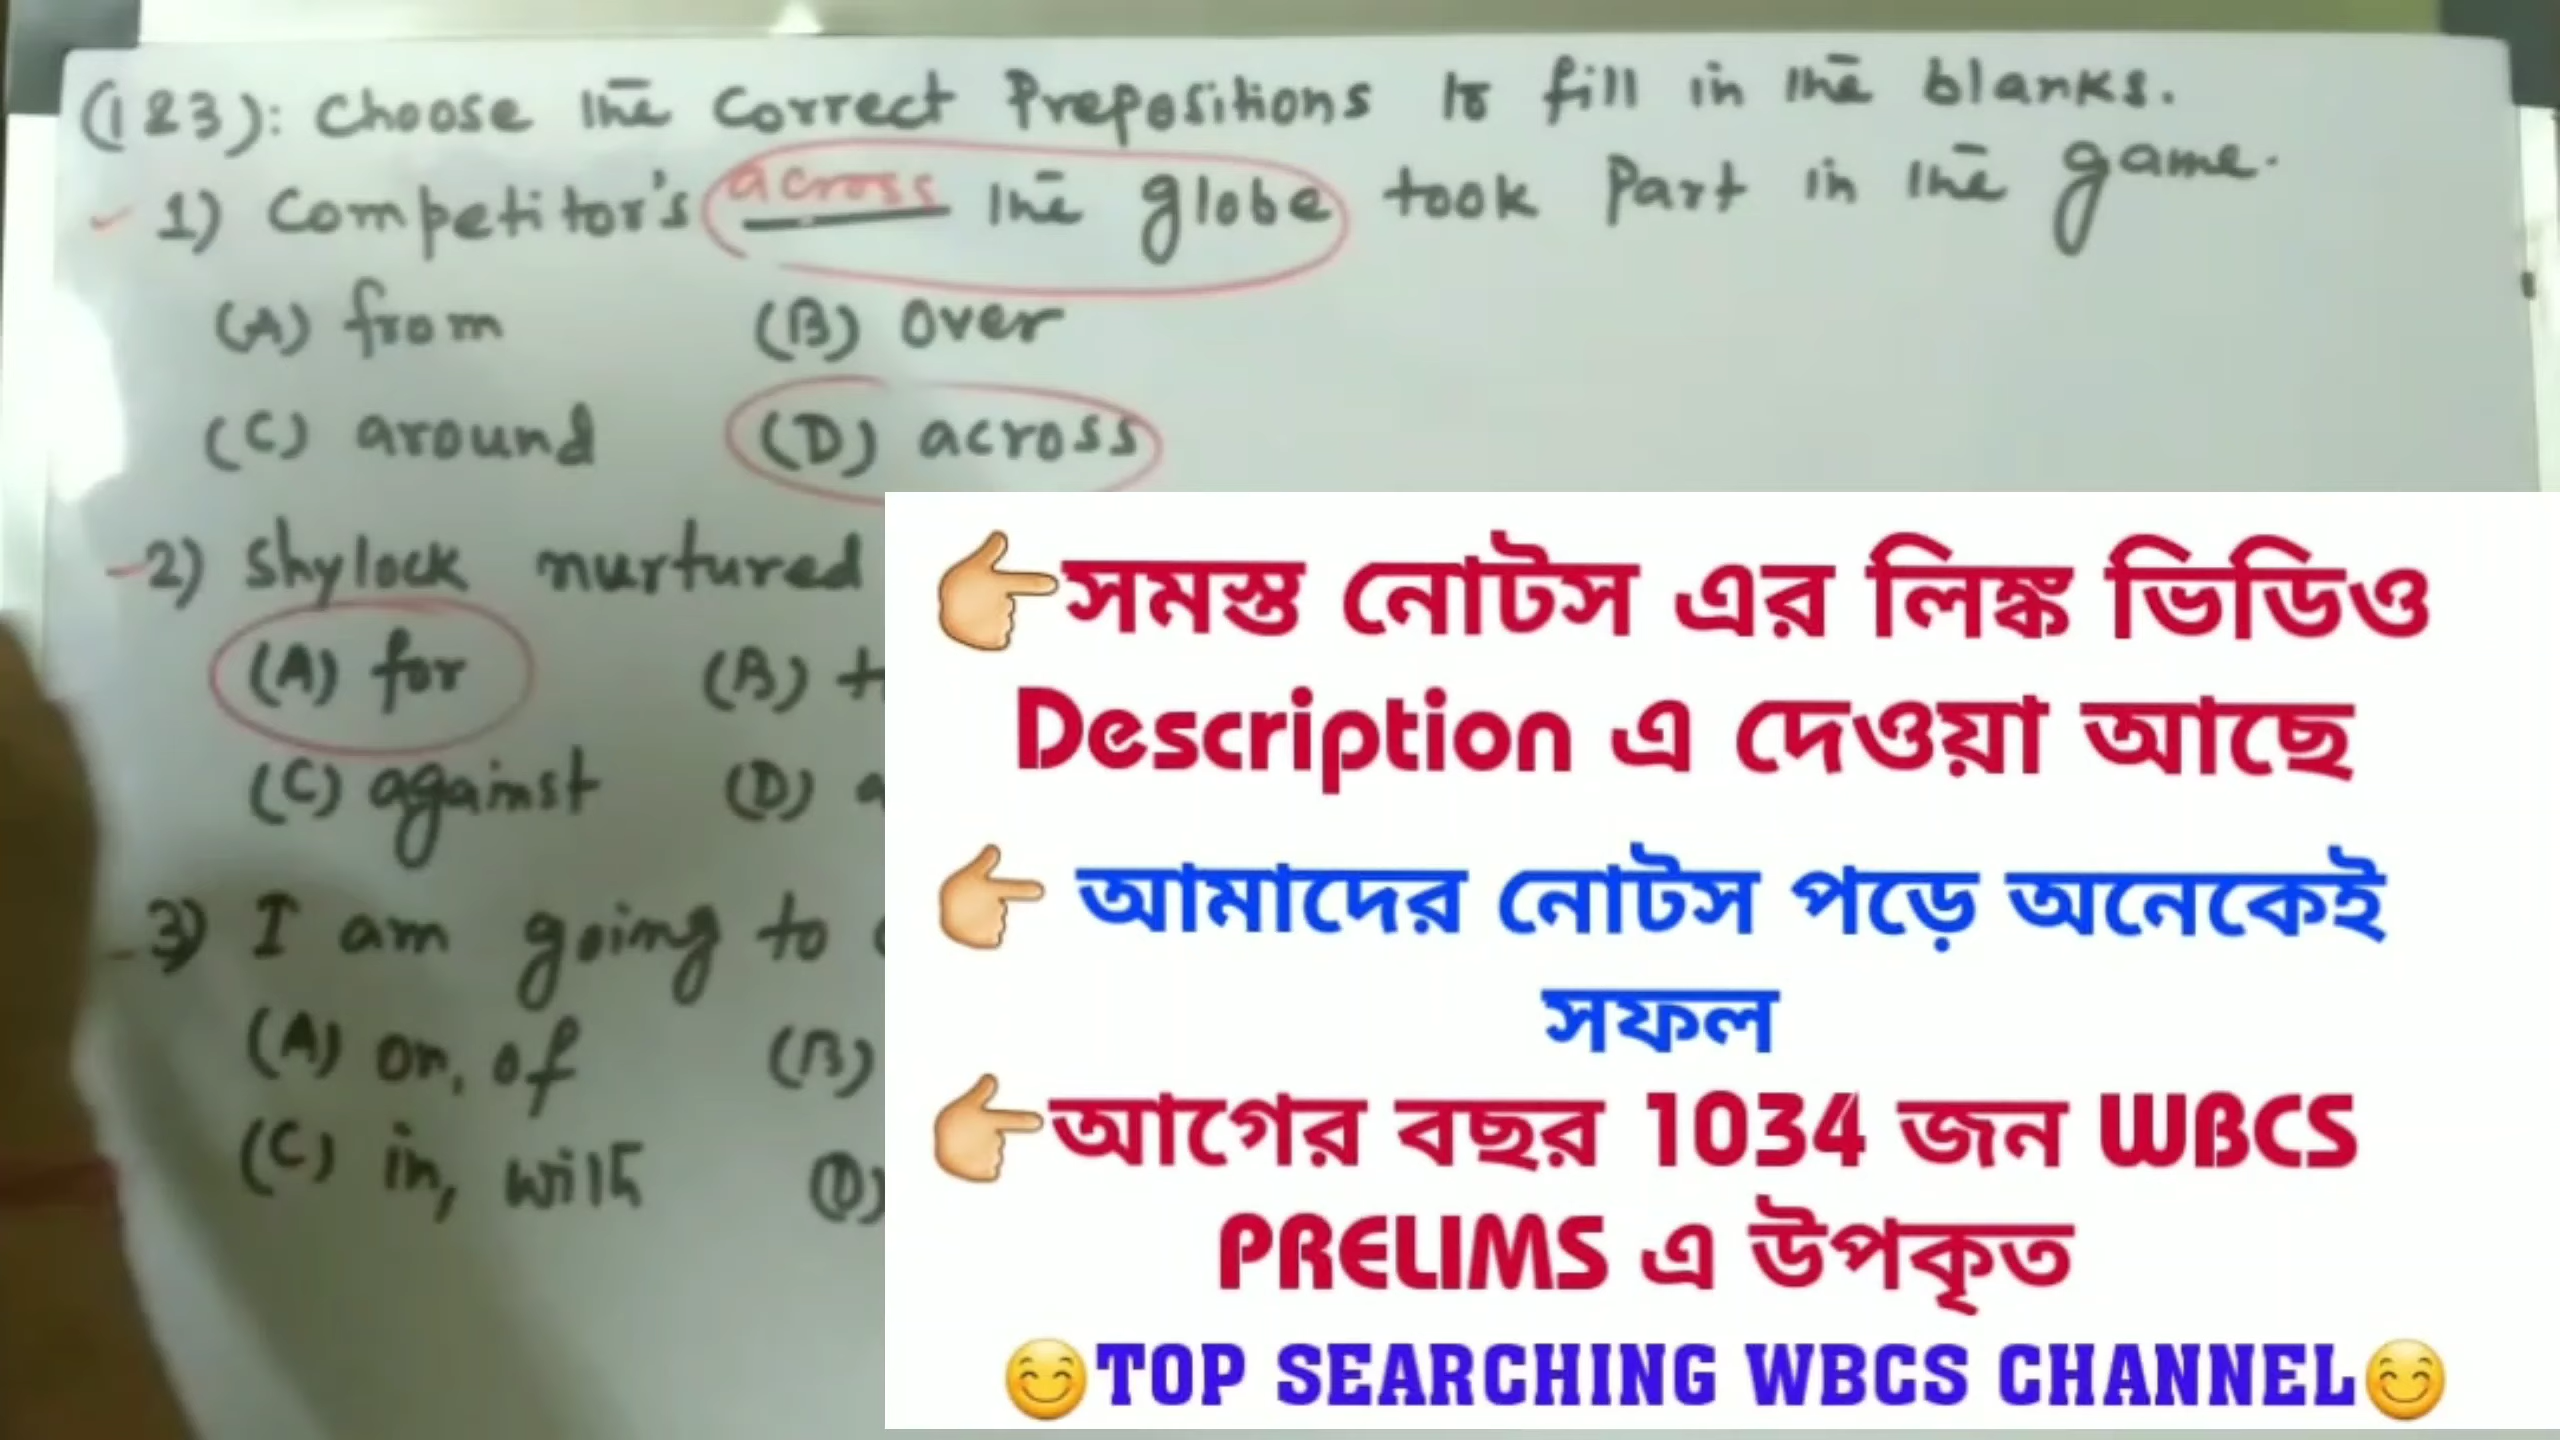 (123): Choose the Correct Prepositions to fill in the blanks.
1) Competitor's across the globe took Part in the game.
(A) from (B) Over
(C) around (D) across
2) Shylock nurtured
(A) for (B)
(C) against (D)
3) I am going to
(A) on, of (B)
(C) in, with (D)
👉সমস্ত নোটস এর লিঙ্ক ভিডিও
Description এ দেওয়া আছে
👉 আমাদের নোটস পড়ে অনেকেই
সফল
👉আগের বছর 1034 জন WBCS
PRELIMS এ উপকৃত
😊TOP SEARCHING WBCS CHANNEL😊